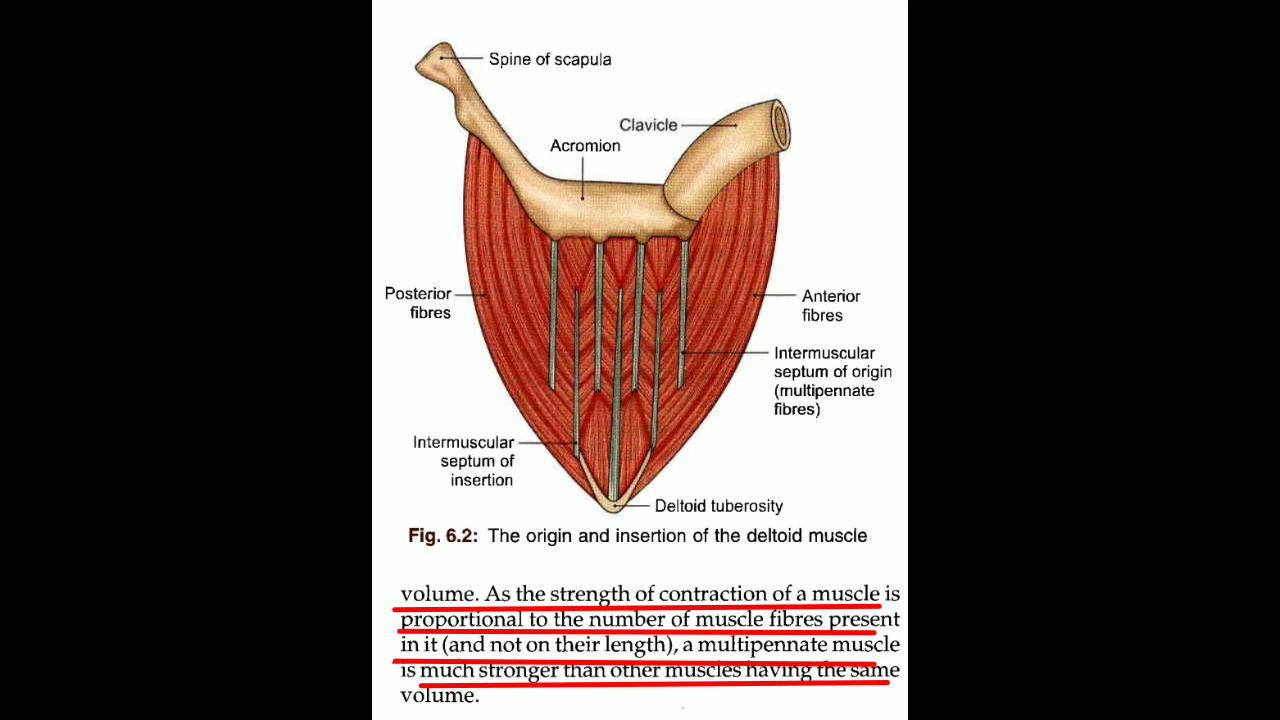 Spine of scapula
Clavicle
Acromion
Posterior
fibres
Anterior
fibres
Intermuscular
septum of origin
(multipennate
fibres)
Intermuscular
septum of
insertion
Deltoid tuberosity
Fig. 6.2: The origin and insertion of the deltoid muscle
volume. As the strength of contraction of a muscle is
proportional to the number of muscle fibres present
in it (and not on their length), a multipennate muscle
is much stronger than other muscles having the same
volume.